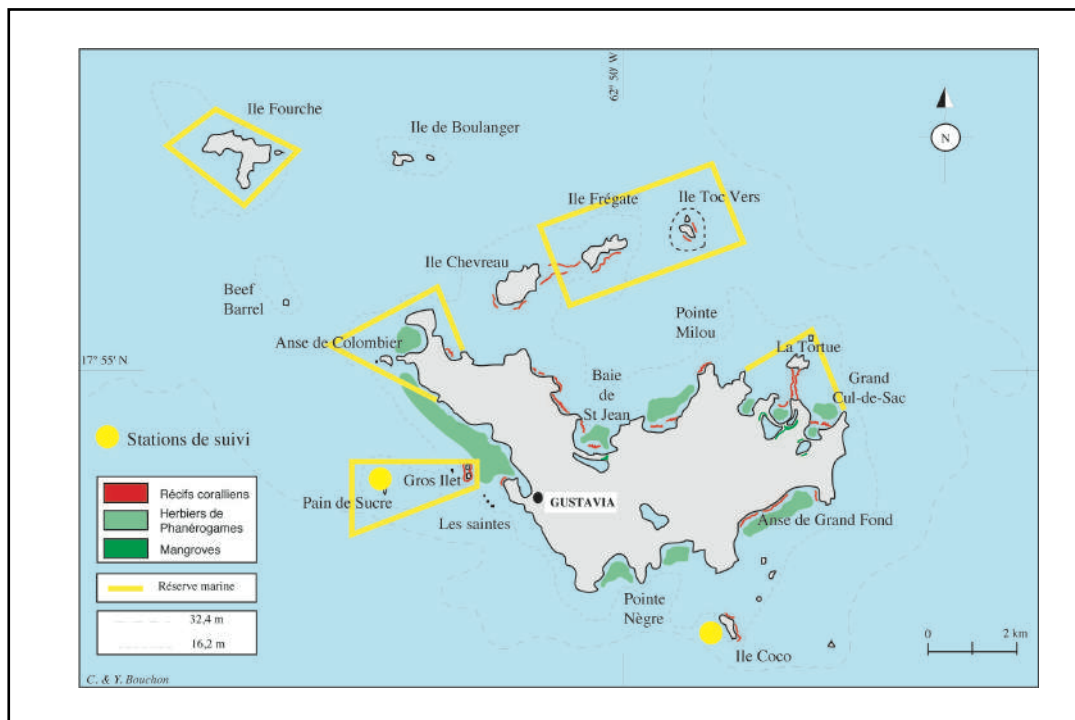 62° 50' W
Ile Fourche
Ile de Boulanger
N
Ile Frégate
Ile Toc Vers
Ile Chevreau
Beef
Barrel
Pointe
Milou
Anse de Colombier
La Tortue
17° 55' N
Baie
de
St Jean
Grand
Cul-de-Sac
Stations de suivi
Gros Ilet
Pain de Sucre
GUSTAVIA
Récifs coralliens
Herbiers de
Phanérogames
Mangroves
Les saintes
Anse de Grand Fond
Réserve marine
Pointe
Nègre
32,4 m
16,2 m
0 2 km
Ile Coco
C. & Y. Bouchon